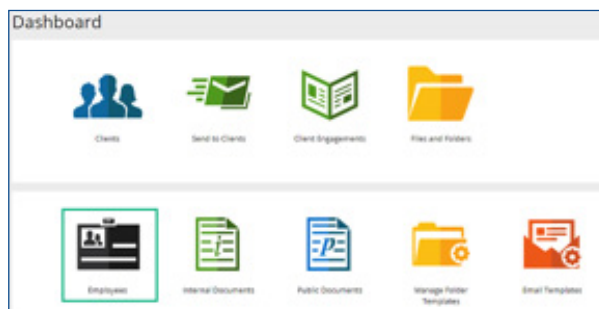 Dashboard
Clients
Send to Clients
Client Engagements
Files and Folders
i
p
Employees
Internal Documents
Public Documents
Manage Folder
Templates
Email Templates